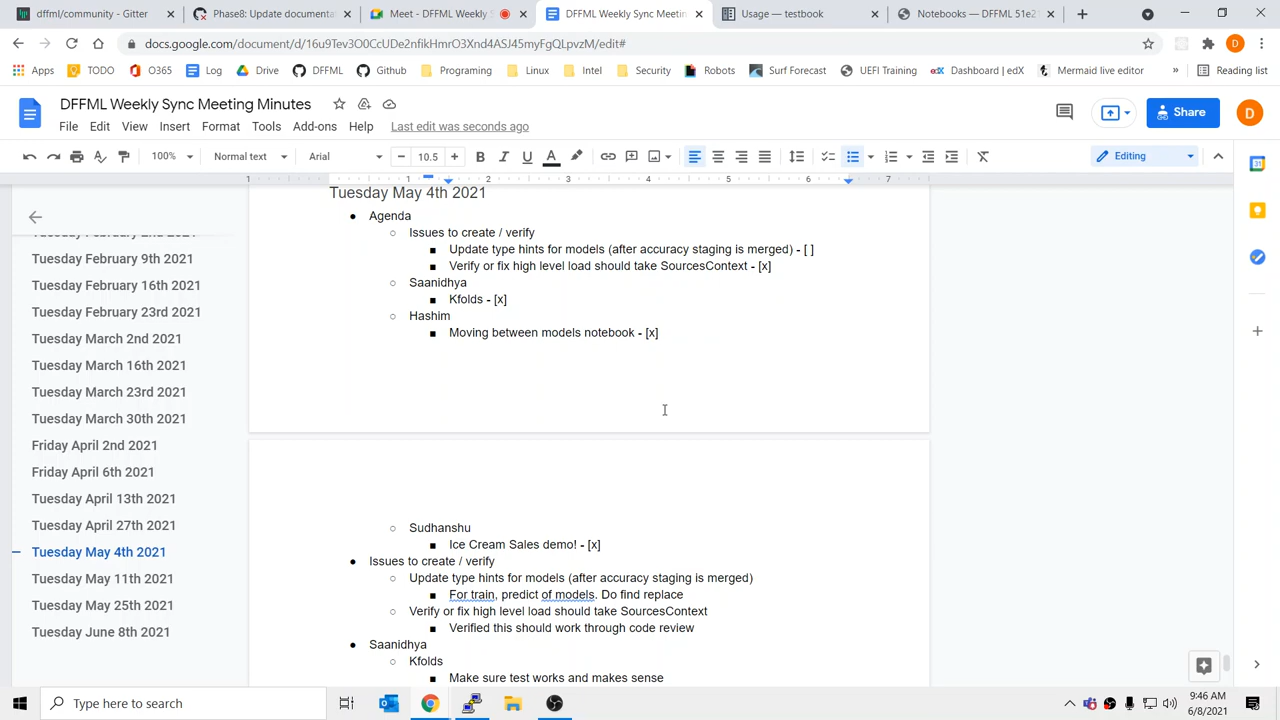 dffml/community - Gitter
Phase8: Update documenta
Meet - DFFML Weekly S
DFFML Weekly Sync Meetin
Usage — testbook
Notebooks — DFFML 51e2
docs.google.com/document/d/16u9Tev3O0CcUDe2nfikHmrO3Xnd4ASJ45myFgQLpvzM/edit#
D
Apps
TODO
O365
Log
Drive
DFFML
Github
Programing
Linux
Intel
Security
Robots
Surf Forecast
UEFI Training
edX
Dashboard | edX
Mermaid live editor
»
Reading list
DFFML Weekly Sync Meeting Minutes
File Edit View Insert Format Tools Add-ons Help Last edit was seconds ago
Share
D
100%
Normal text
Arial
10.5
B I U A
Editing
1 1 2 3 4 5 6 7
Tuesday February 2nd 2021
Tuesday February 9th 2021
Tuesday February 16th 2021
Tuesday February 23rd 2021
Tuesday March 2nd 2021
Tuesday March 16th 2021
Tuesday March 23rd 2021
Tuesday March 30th 2021
Friday April 2nd 2021
Friday April 6th 2021
Tuesday April 13th 2021
Tuesday April 27th 2021
Tuesday May 4th 2021
Tuesday May 11th 2021
Tuesday May 25th 2021
Tuesday June 8th 2021
Tuesday May 4th 2021
Agenda
Issues to create / verify
Update type hints for models (after accuracy staging is merged) - [ ]
Verify or fix high level load should take SourcesContext - [x]
Saanidhya
Kfolds - [x]
Hashim
Moving between models notebook - [x]
Sudhanshu
Ice Cream Sales demo! - [x]
Issues to create / verify
Update type hints for models (after accuracy staging is merged)
For train, predict of models. Do find replace
Verify or fix high level load should take SourcesContext
Verified this should work through code review
Saanidhya
Kfolds
Make sure test works and makes sense
Type here to search
9:46 AM
6/8/2021